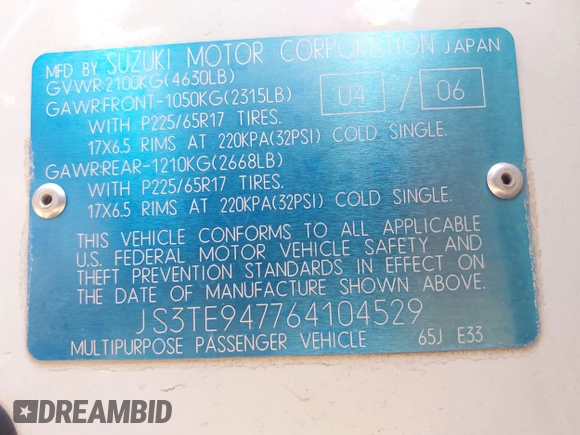 MFD BY SUZUKI MOTOR CORPORATION JAPAN
GVWR:2100KG(4630LB)
GAWR:FRONT-1050KG(2315LB) 04 / 06
WITH P225/65R17 TIRES.
17X6.5 RIMS AT 220KPA(32PSI) COLD SINGLE.
GAWR:REAR-1210KG(2668LB)
WITH P225/65R17 TIRES.
17X6.5 RIMS AT 220KPA(32PSI) COLD SINGLE.
THIS VEHICLE CONFORMS TO ALL APPLICABLE
U.S. FEDERAL MOTOR VEHICLE SAFETY AND
THEFT PREVENTION STANDARDS IN EFFECT ON
THE DATE OF MANUFACTURE SHOWN ABOVE.
JS3TE947764104529
MULTIPURPOSE PASSENGER VEHICLE 65J E33
DREAMBID